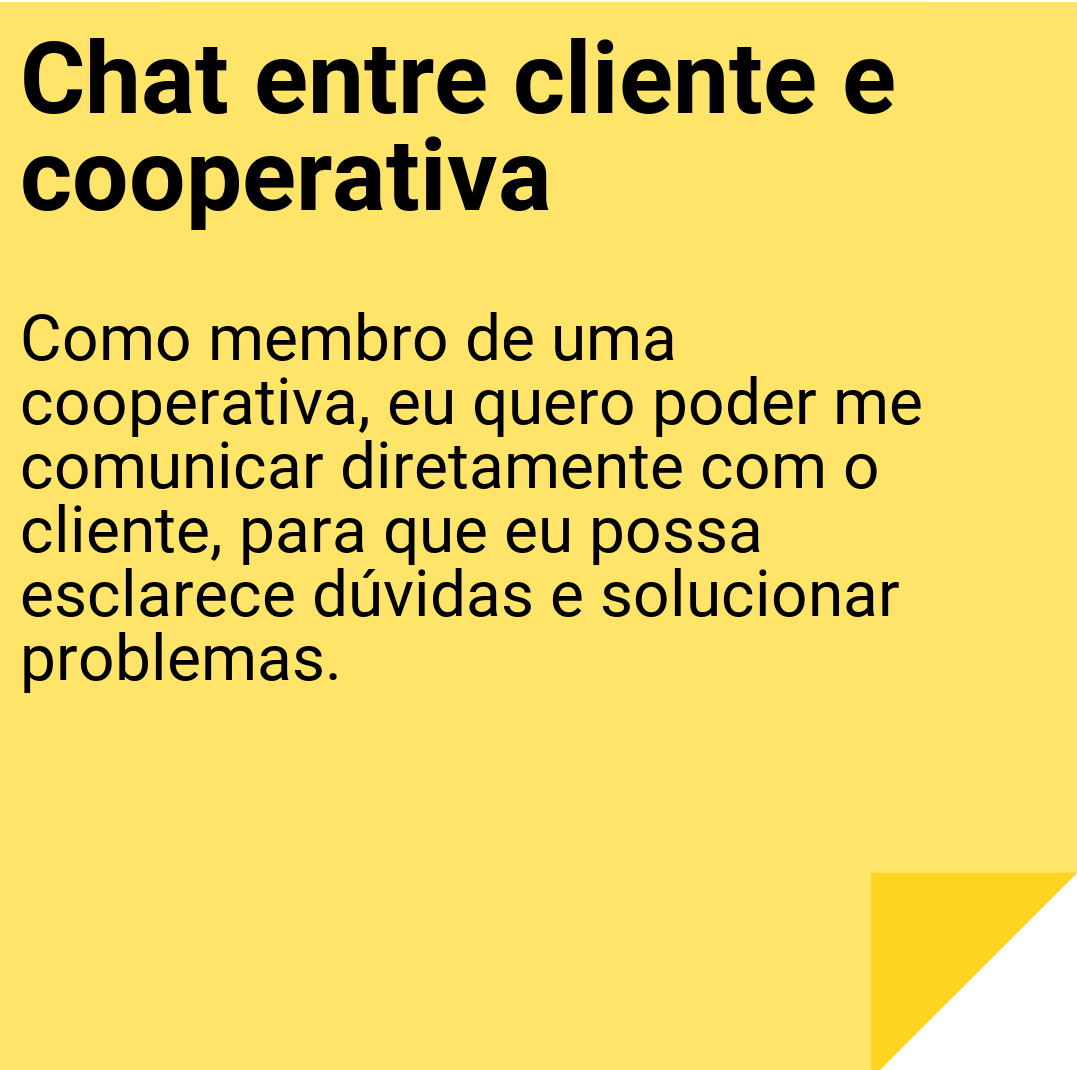 Chat entre cliente e
cooperativa
Como membro de uma
cooperativa, eu quero poder me
comunicar diretamente com o
cliente, para que eu possa
esclarece dúvidas e solucionar
problemas.